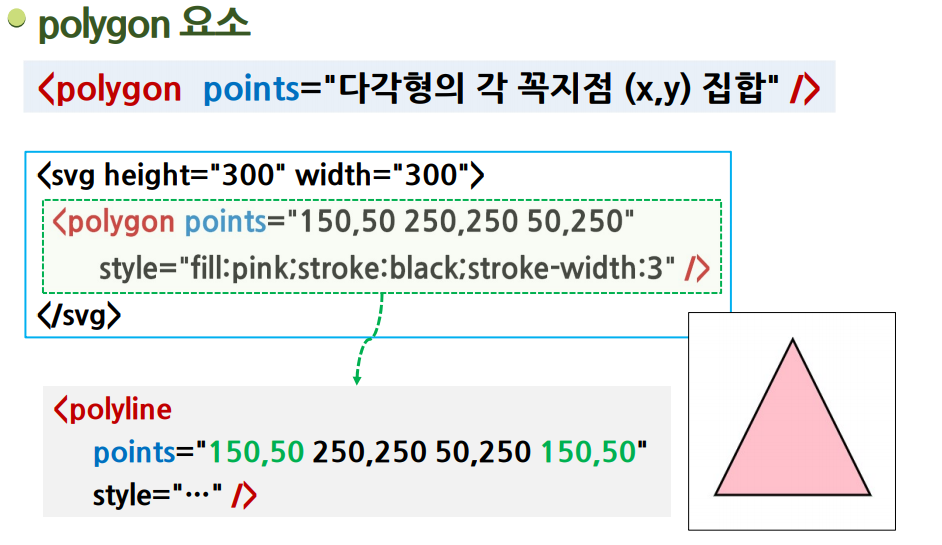 polygon 요소
<polygon points="다각형의 각 꼭지점 (x,y) 집합" />
<svg height="300" width="300">
<polygon points="150,50 250,250 50,250"
style="fill:pink;stroke:black;stroke-width:3" />
</svg>
<polyline
points="150,50 250,250 50,250 150,50"
style="…" />